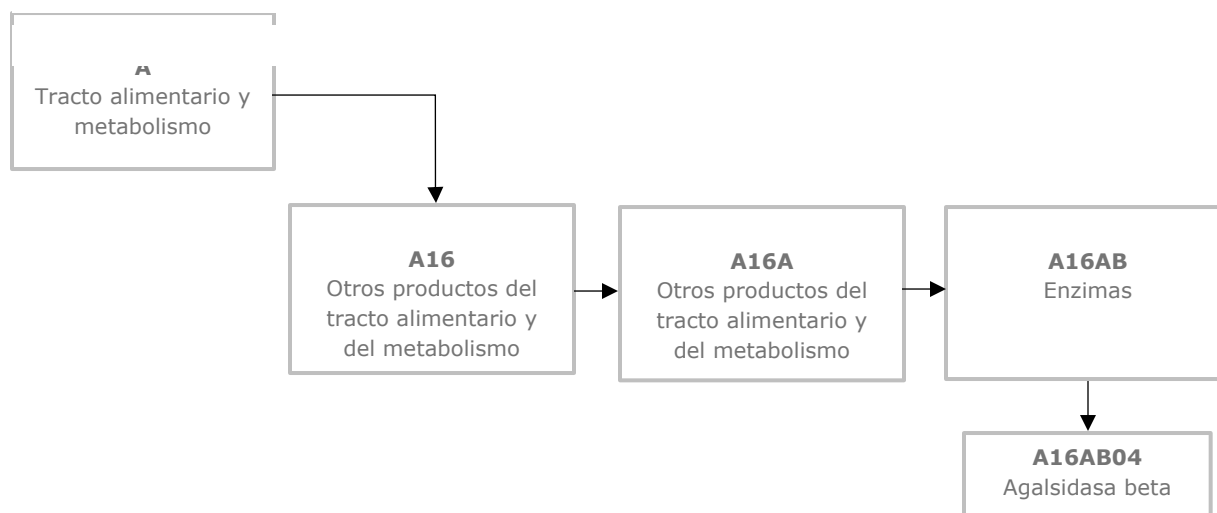 A
Tracto alimentario y
metabolismo
A16
Otros productos del
tracto alimentario y
del metabolismo
A16A
Otros productos del
tracto alimentario y
del metabolismo
A16AB
Enzimas
A16AB04
Agalsidasa beta